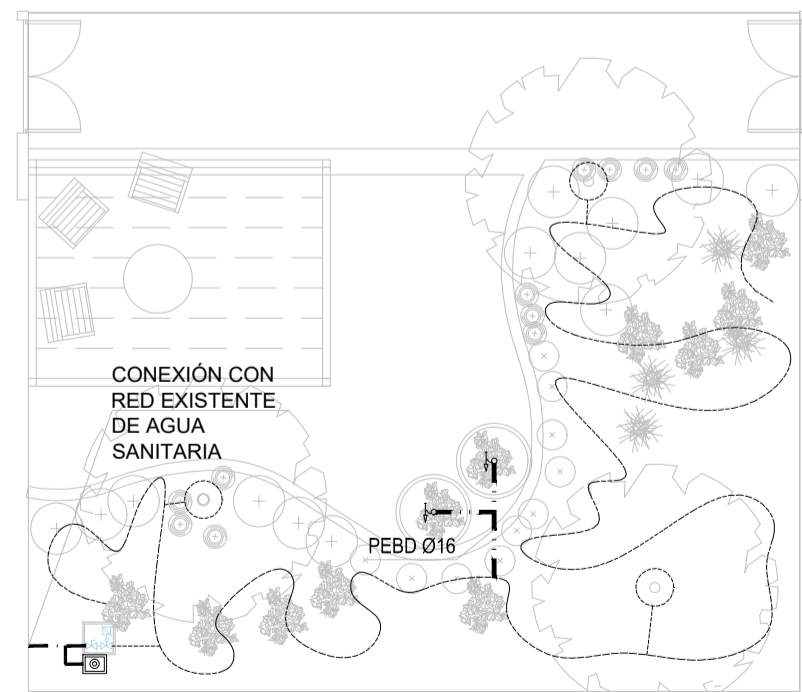 CONEXIÓN CON
RED EXISTENTE
DE AGUA
SANITARIA
PEBD Ø16